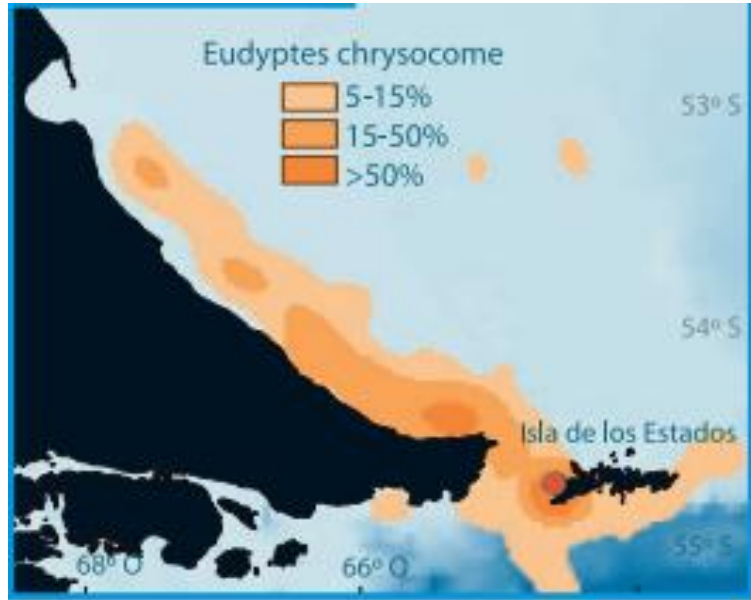 Eudyptes chrysocome
5-15%
53º S
15-50%
>50%
54º S
Isla de los Estados
55º S
68º O
66º O